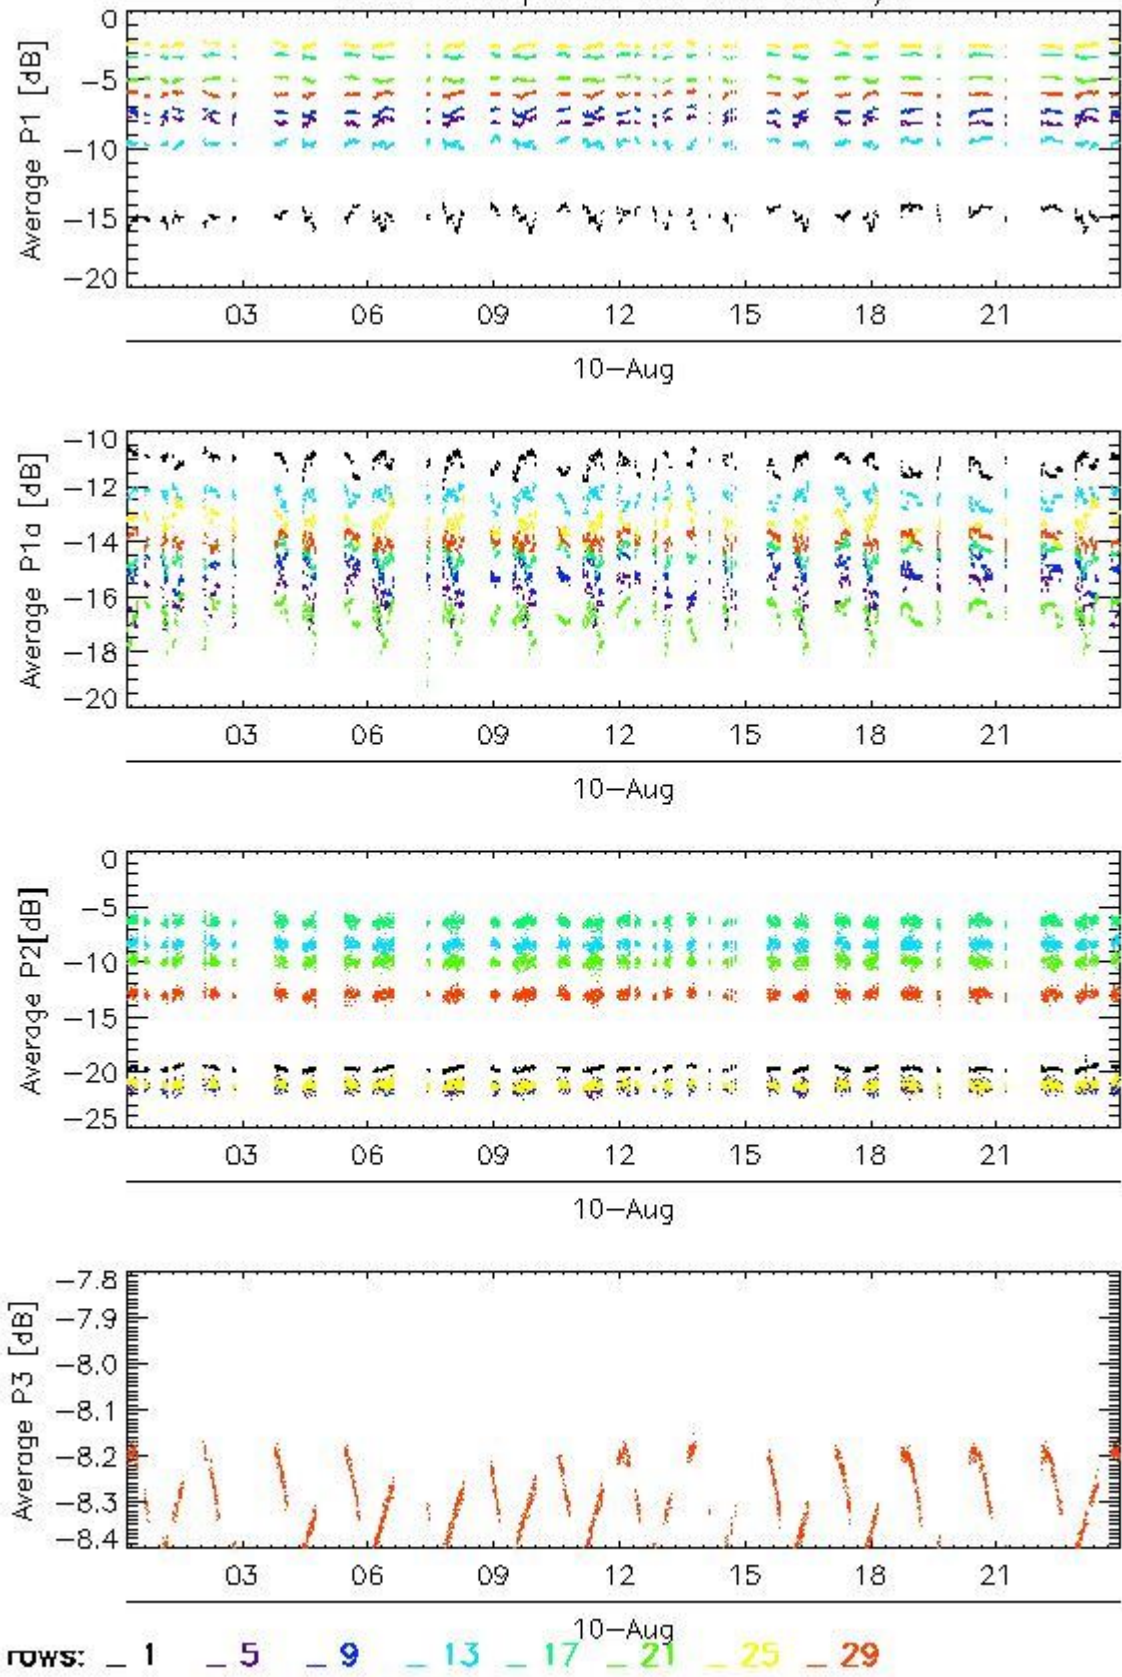 0
−5
−10
−15
−20
Average P1 [dB]
03 06 09 12 15 18 21
10−Aug
−10
−12
−14
−16
−18
−20
Average P1a [dB]
03 06 09 12 15 18 21
10−Aug
0
−5
−10
−15
−20
−25
Average P2[dB]
03 06 09 12 15 18 21
10−Aug
−7.8
−7.9
−8.0
−8.1
−8.2
−8.3
−8.4
Average P3 [dB]
03 06 09 12 15 18 21
10−Aug
rows: _ 1 _ 5 _ 9 _ 13 _ 17 _ 21 _ 25 _ 29